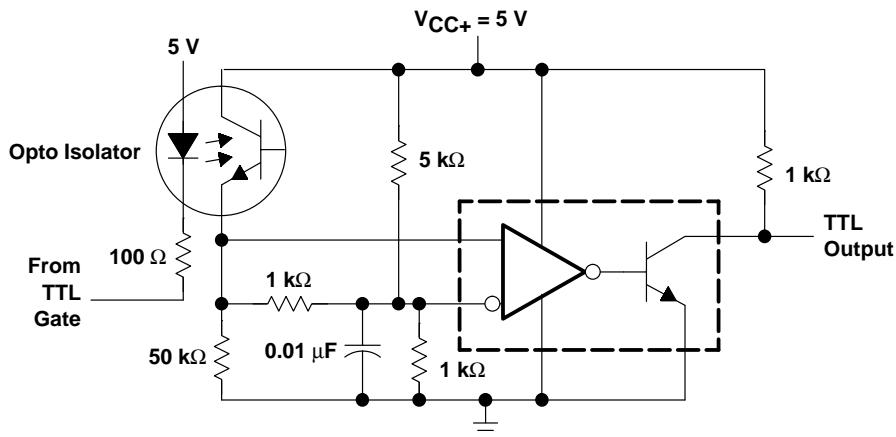 VCC+ = 5 V
5 V
Opto Isolator
5 kΩ
1 kΩ
TTL
Output
100 Ω
From
TTL
Gate
1 kΩ
50 kΩ
0.01 μF
1 kΩ